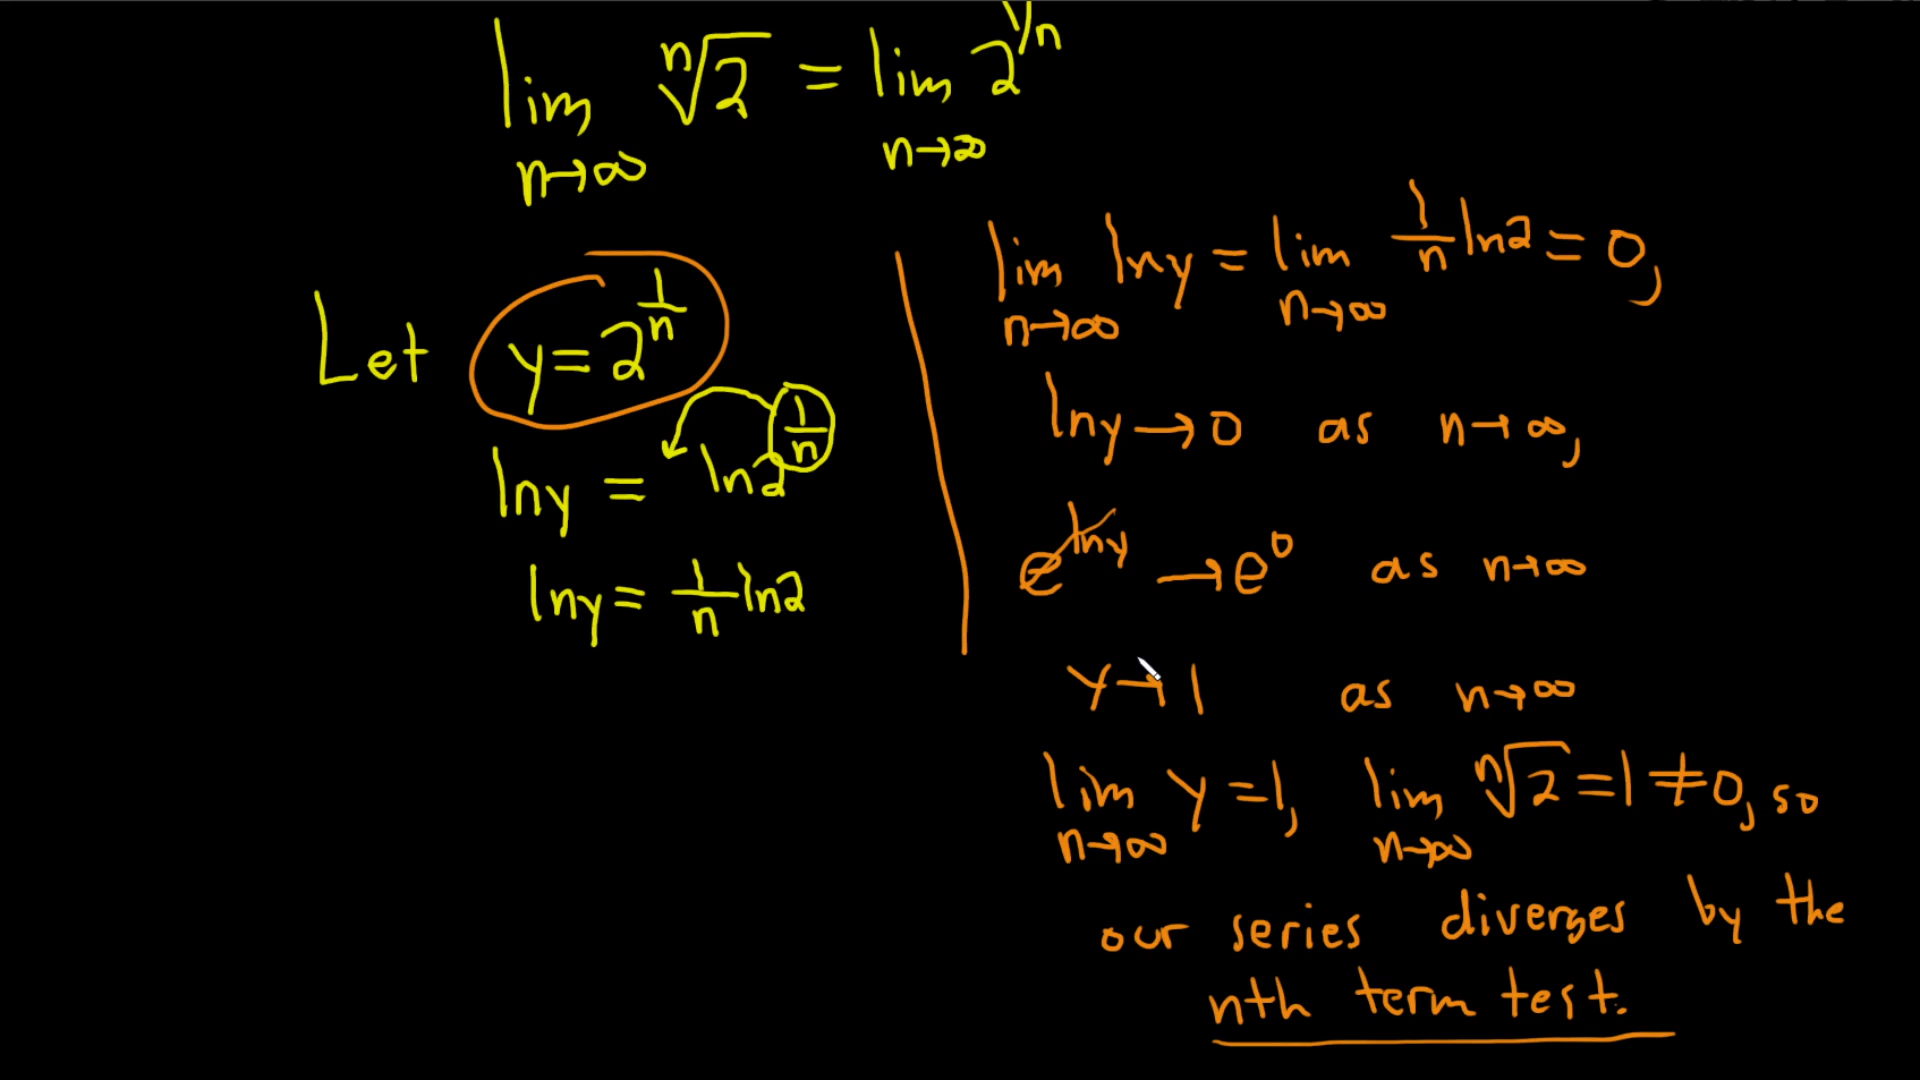 lim n→∞ ⁿ√2 = lim n→∞ 2^1/n
Let y = 2^1/n
ln y = ln 2^1/n
ln y = 1/n ln 2
lim n→∞ ln y = lim n→∞ 1/n ln 2 = 0,
ln y → 0 as n→∞,
e^ln y → e^0 as n→∞
y → 1 as n→∞
lim n→∞ y = 1, lim n→∞ ⁿ√2 = 1 ≠ 0, so
our series diverges by the
nth term test.